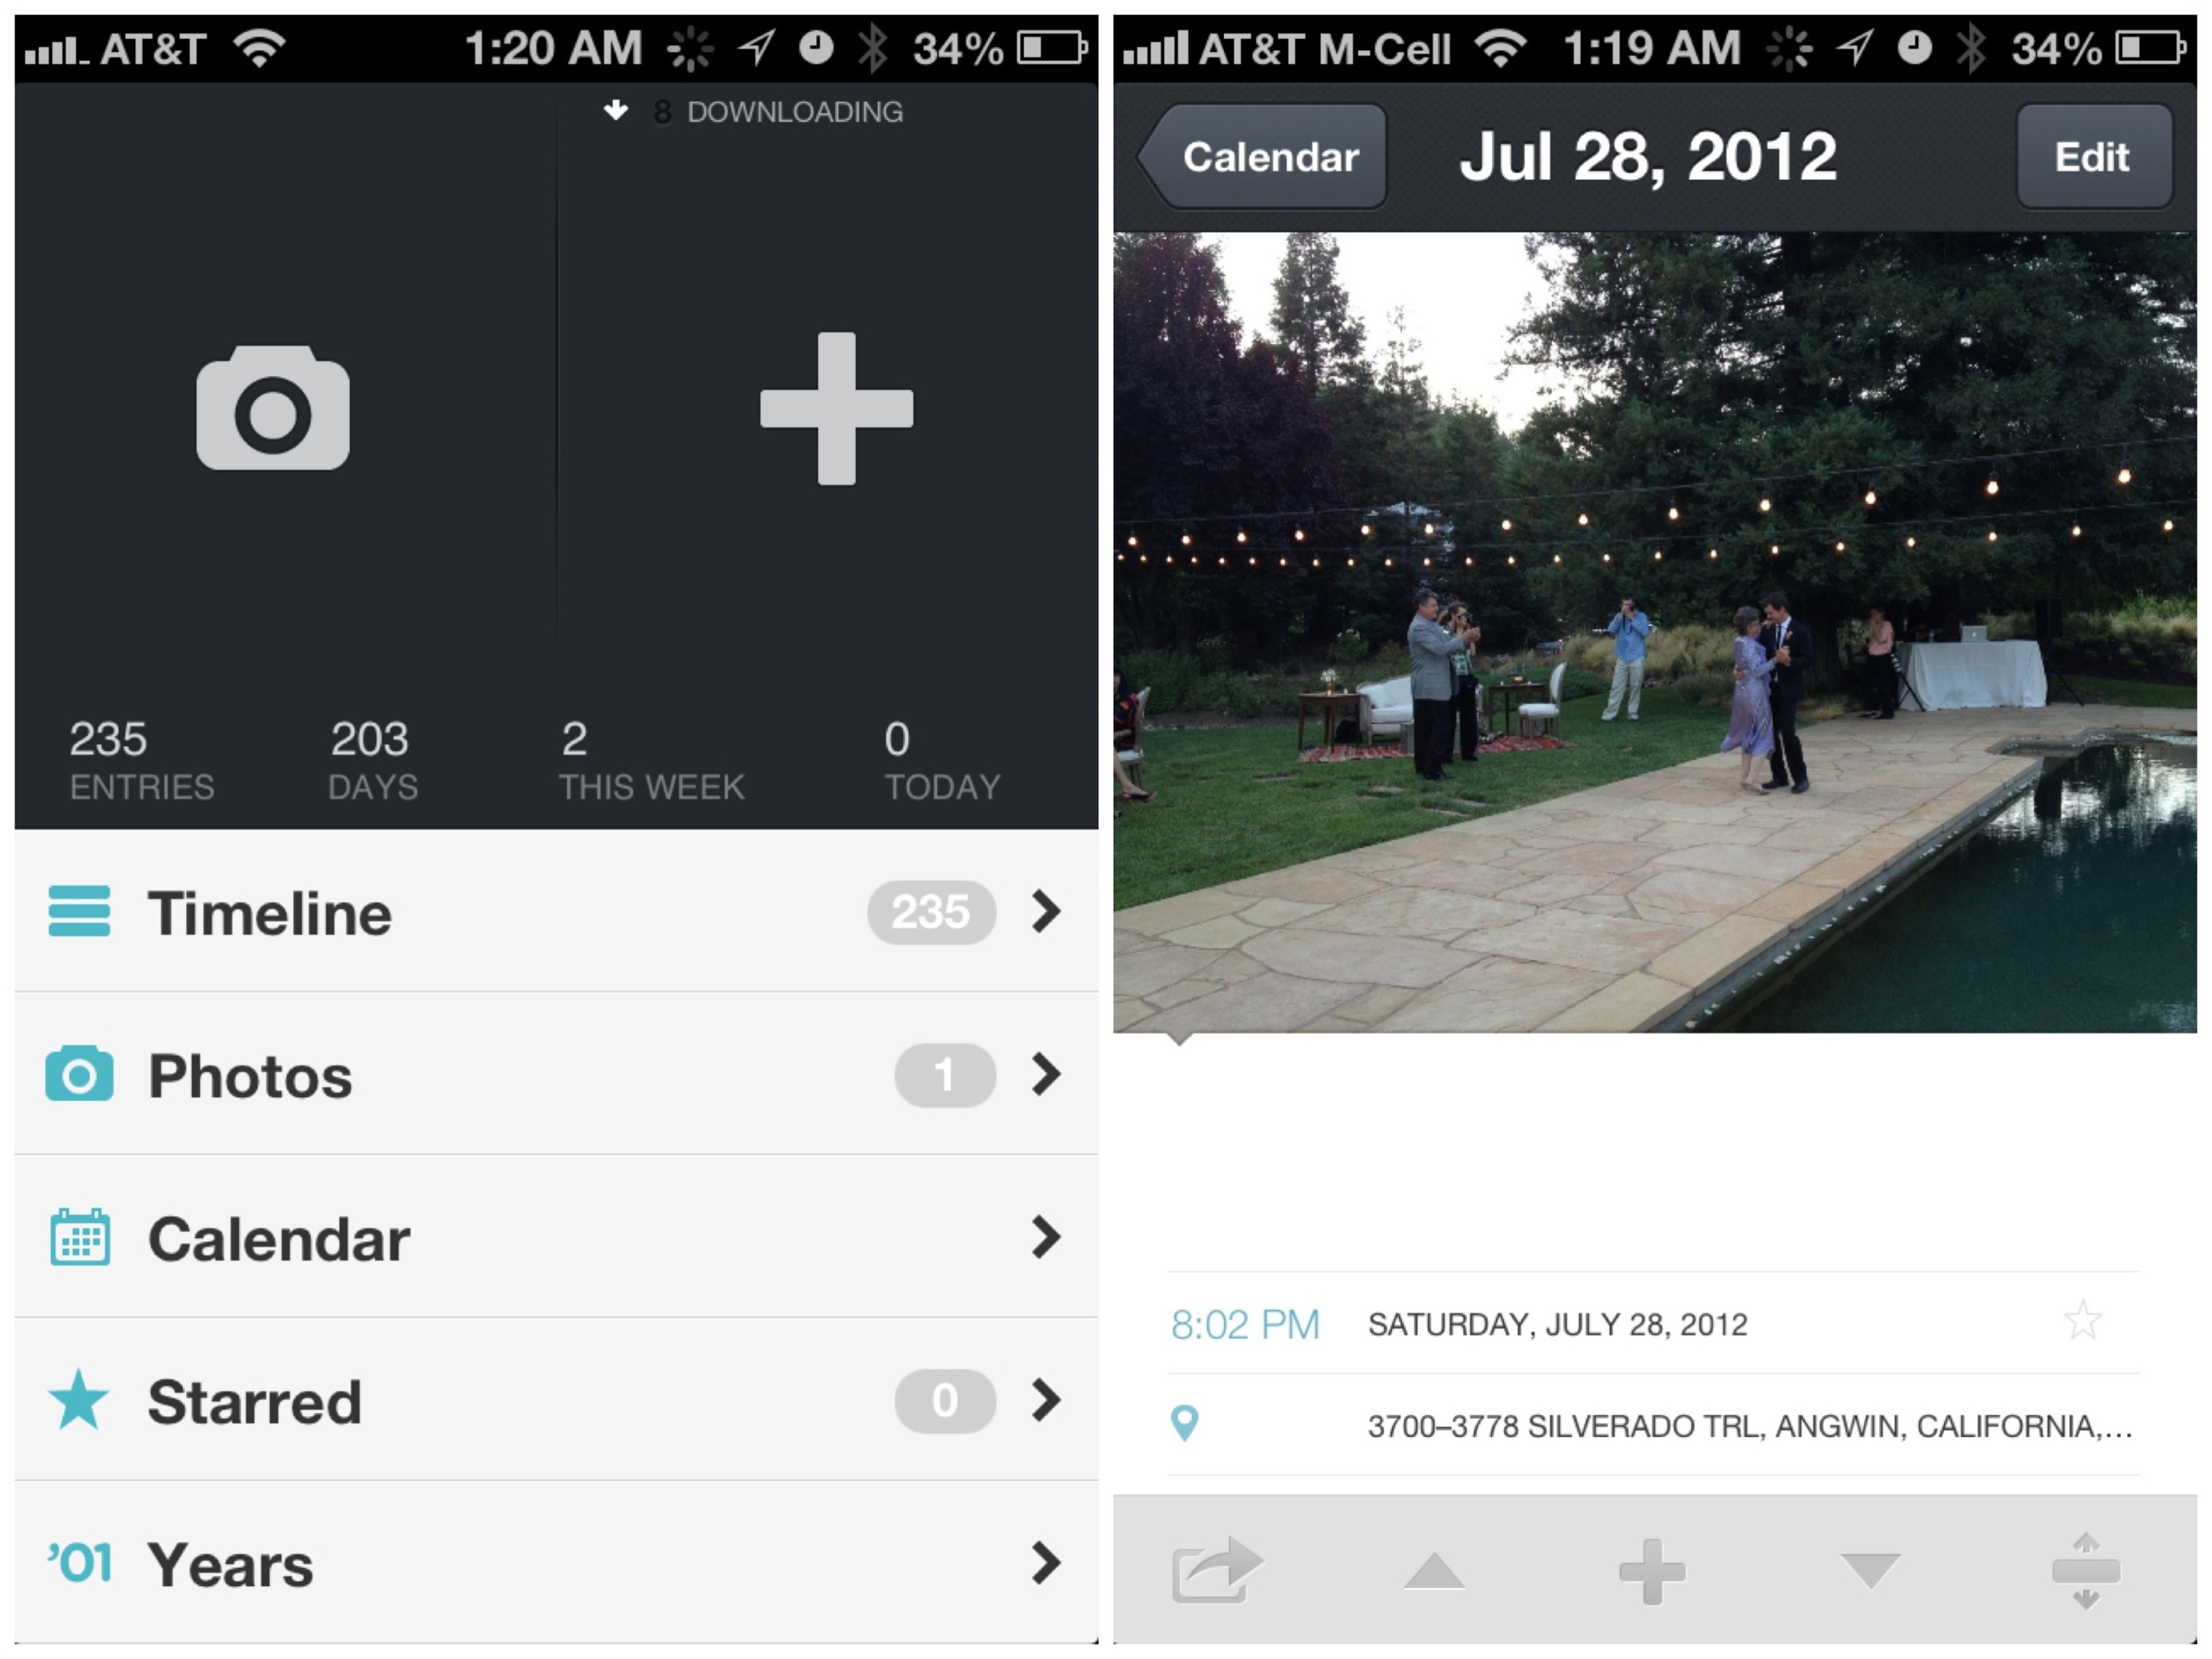 AT&T 1:20 AM 34%
8 DOWNLOADING
235 203 2 0
ENTRIES DAYS THIS WEEK TODAY
Timeline 235
Photos 1
Calendar
Starred 0
'01 Years
AT&T M-Cell 1:19 AM 34%
Calendar Jul 28, 2012 Edit
8:02 PM SATURDAY, JULY 28, 2012
3700–3778 SILVERADO TRL, ANGWIN, CALIFORNIA,...